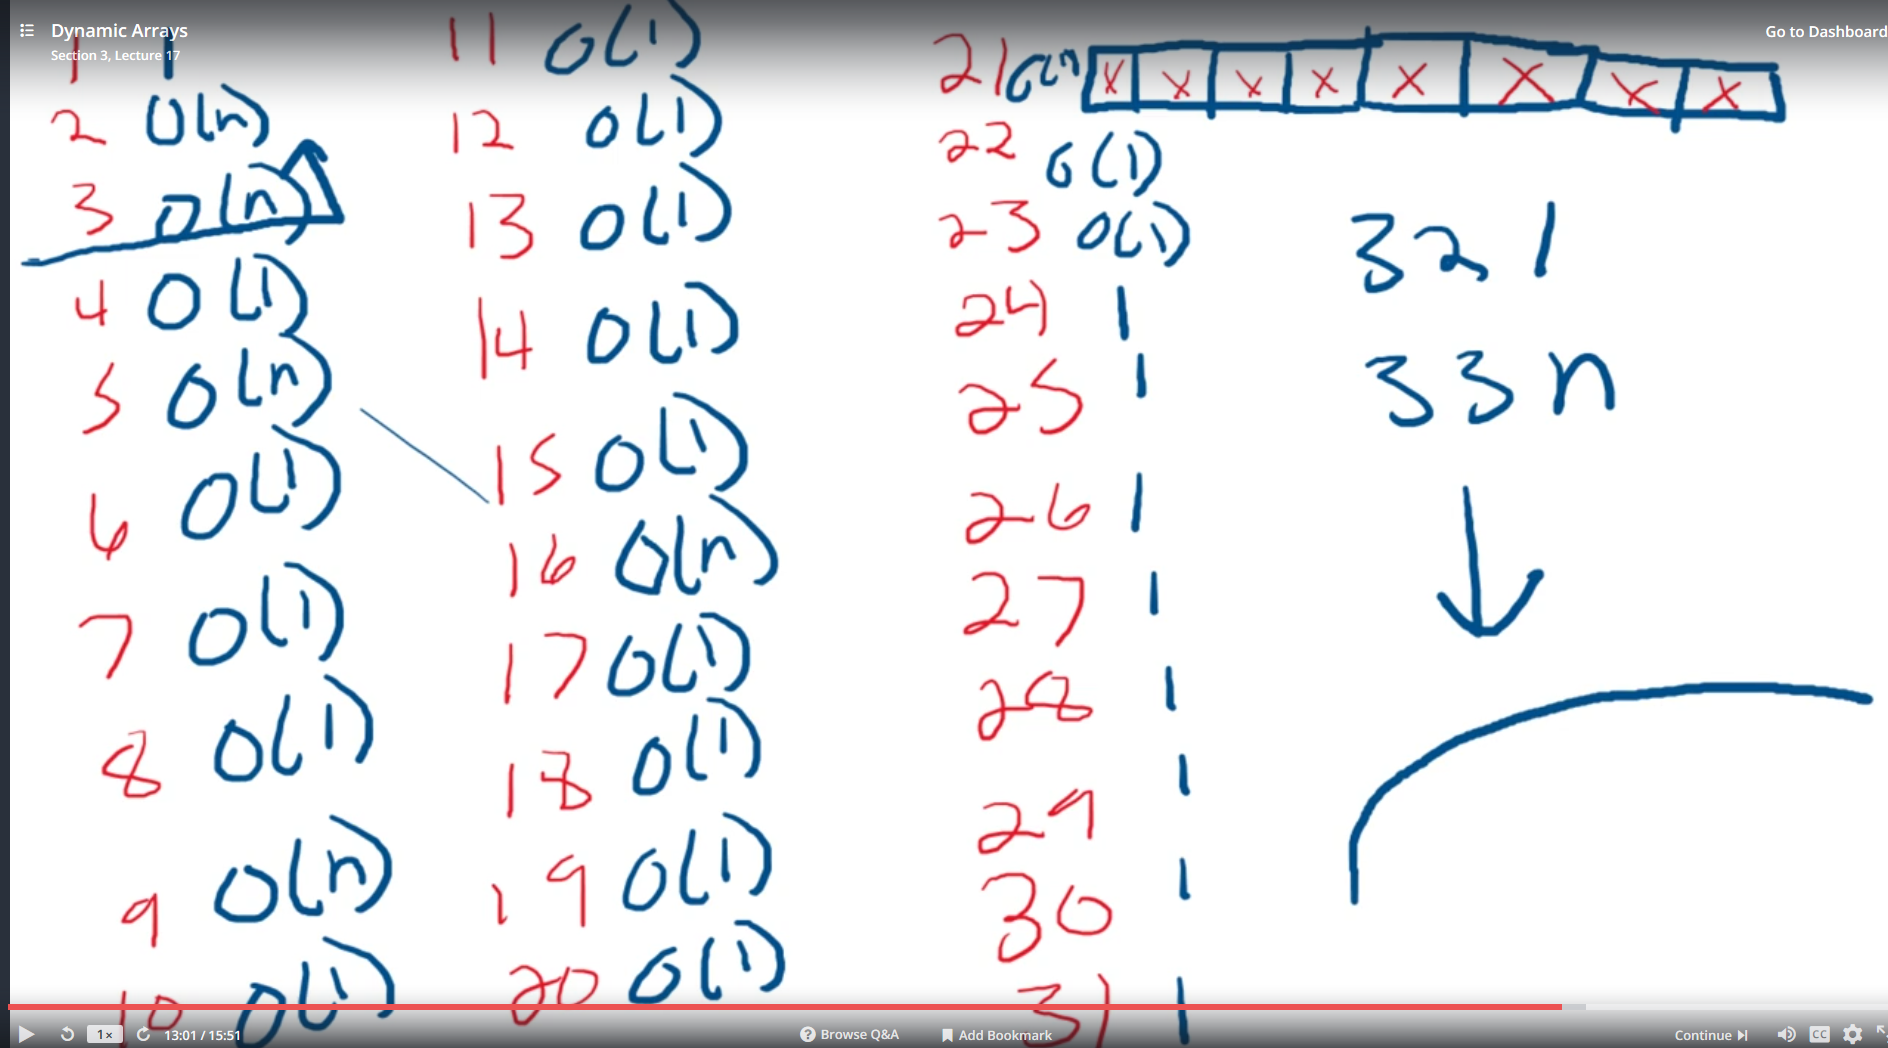 Dynamic Arrays
Go to Dashboard
Section 3, Lecture 17
1 1
2 O(n)
3 O(n)
4 O(1)
5 O(n)
6 O(1)
7 O(1)
8 O(1)
9 O(n)
10 O(1)
11 O(1)
12 O(1)
13 O(1)
14 O(1)
15 O(1)
16 O(n)
17 O(1)
18 O(1)
19 O(1)
20 O(1)
21 O(n X X X X X X X X
22 O(1)
23 O(1)
24 1
25 1
26 1
27 1
28 1
29 1
30 1
31 1
32 1
33 n
1x 13:01 / 15:51 Browse Q&A Add Bookmark Continue CC